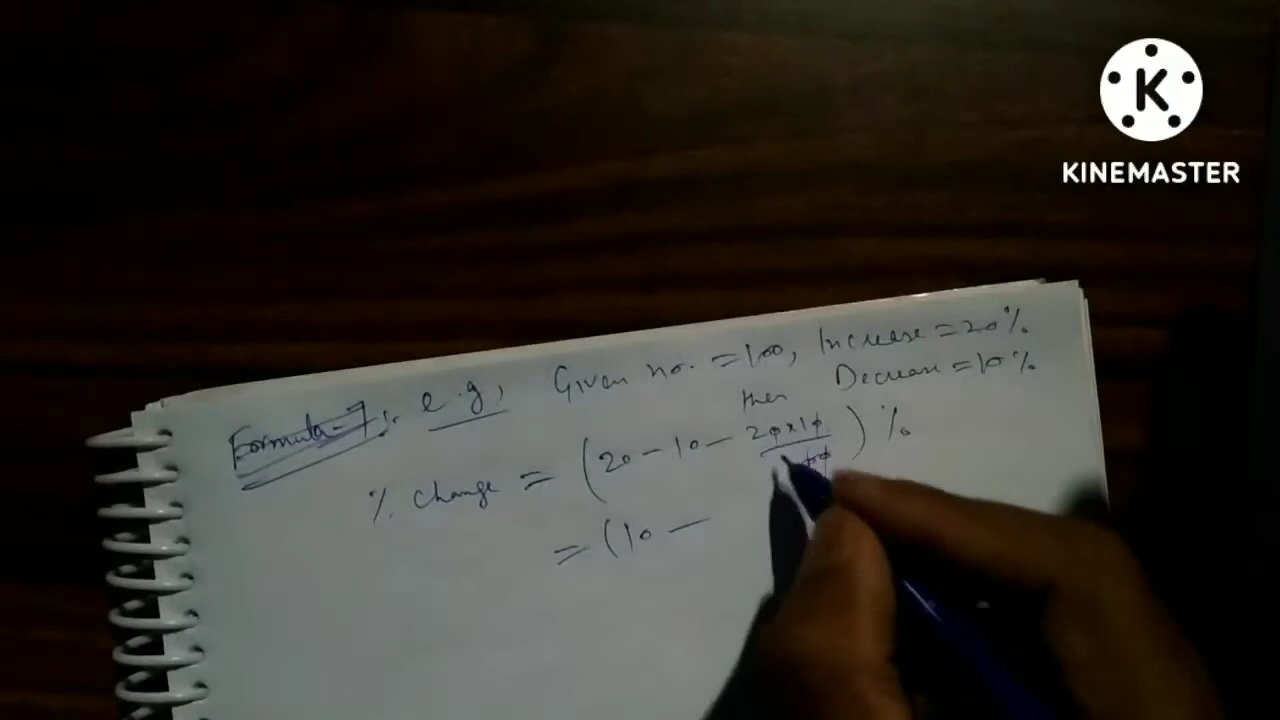 K
KINEMASTER
Formula-7:- e.g, Given no. = 100, Increase = 20%
then Decrease = 10%
% change = (20 - 10 - 20×10/100) %
= (10 -